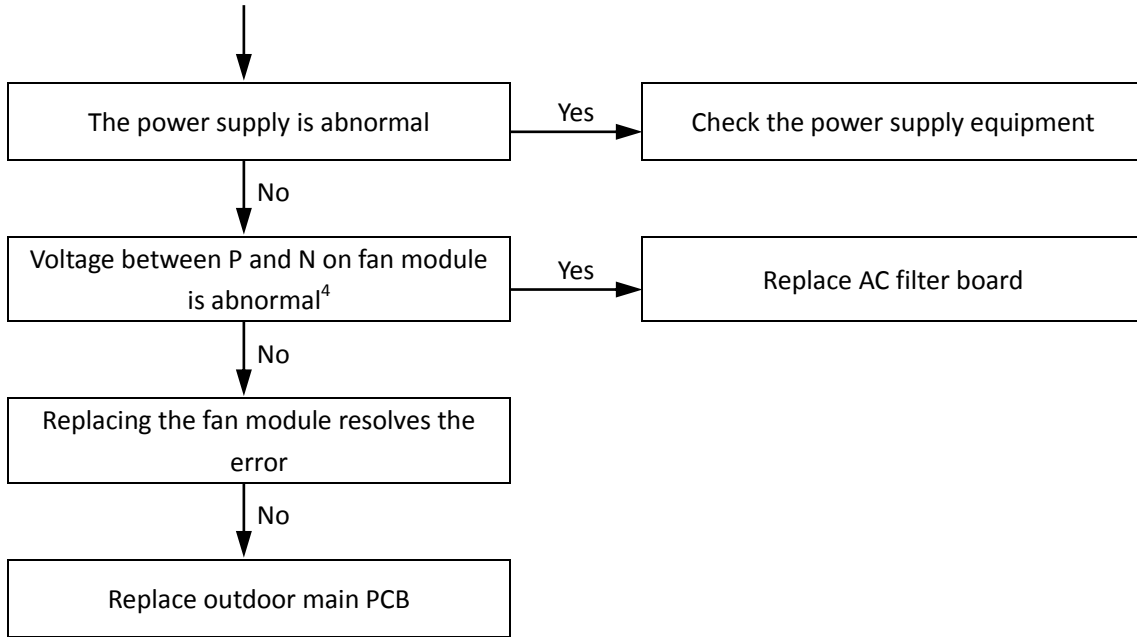 The power supply is abnormal
Yes
Check the power supply equipment
No
Voltage between P and N on fan module
is abnormal⁴
Yes
Replace AC filter board
No
Replacing the fan module resolves the
error
No
Replace outdoor main PCB